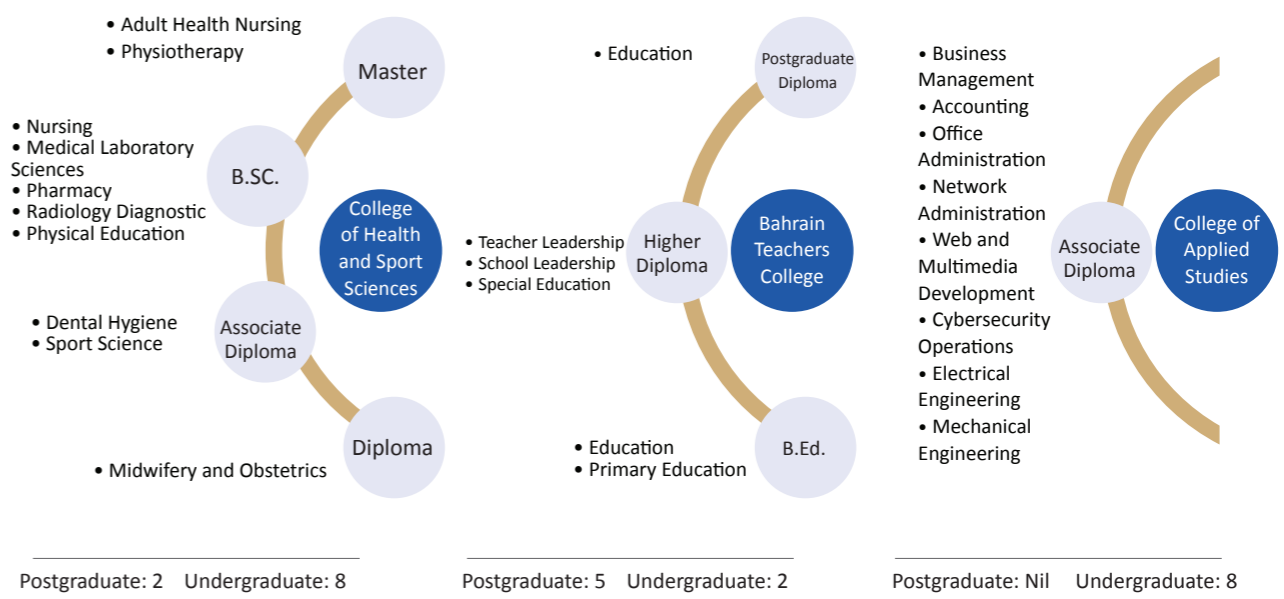 • Adult Health Nursing
• Physiotherapy
Master
• Nursing
• Medical Laboratory
Sciences
• Pharmacy
• Radiology Diagnostic
• Physical Education
B.SC.
College
of Health
and Sport
Sciences
• Dental Hygiene
• Sport Science
Associate
Diploma
Diploma
• Midwifery and Obstetrics
Postgraduate: 2 Undergraduate: 8
• Education
Postgraduate
Diploma
• Teacher Leadership
• School Leadership
• Special Education
Higher
Diploma
Bahrain
Teachers
College
• Education
• Primary Education
B.Ed.
Postgraduate: 5 Undergraduate: 2
• Business
Management
• Accounting
• Office
Administration
• Network
Administration
• Web and
Multimedia
Development
• Cybersecurity
Operations
• Electrical
Engineering
• Mechanical
Engineering
Associate
Diploma
College of
Applied
Studies
Postgraduate: Nil Undergraduate: 8